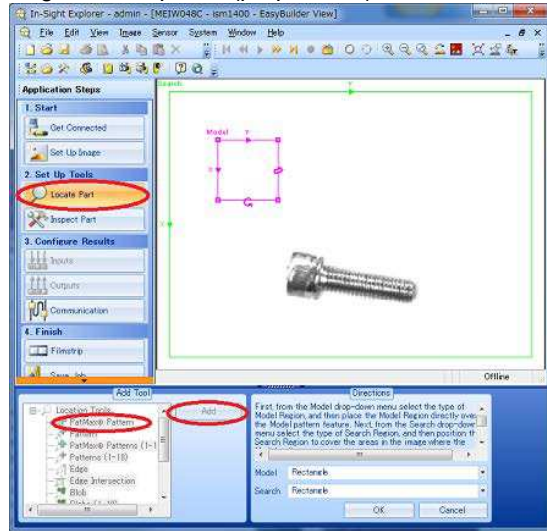 In-Sight Explorer - admin - [MEIW048C - ism1400 - EasyBuilder View]
File Edit View Image Sensor System Window Help
Application Steps
1. Start
Get Connected
Set Up Image
2. Set Up Tools
Locate Part
Inspect Part
3. Configure Results
Inputs
Outputs
Communication
4. Finish
Filmstrip
Save Job
Search
Y
X
Model Y
X
Offline
Add Tool
Location Tools
PatMax® Pattern
Pattern
PatMax® Patterns (1-1
Patterns (1-10)
Edge
Edge Intersection
Blob
Add
Directions
First, from the Model drop-down menu select the type of
Model Region, and then place the Model Region directly over
the Model pattern feature. Next, from the Search drop-down
menu select the type of Search Region, and then position th
Search Region to cover the areas in the image where the
Model Rectangle
Search Rectangle
OK Cancel